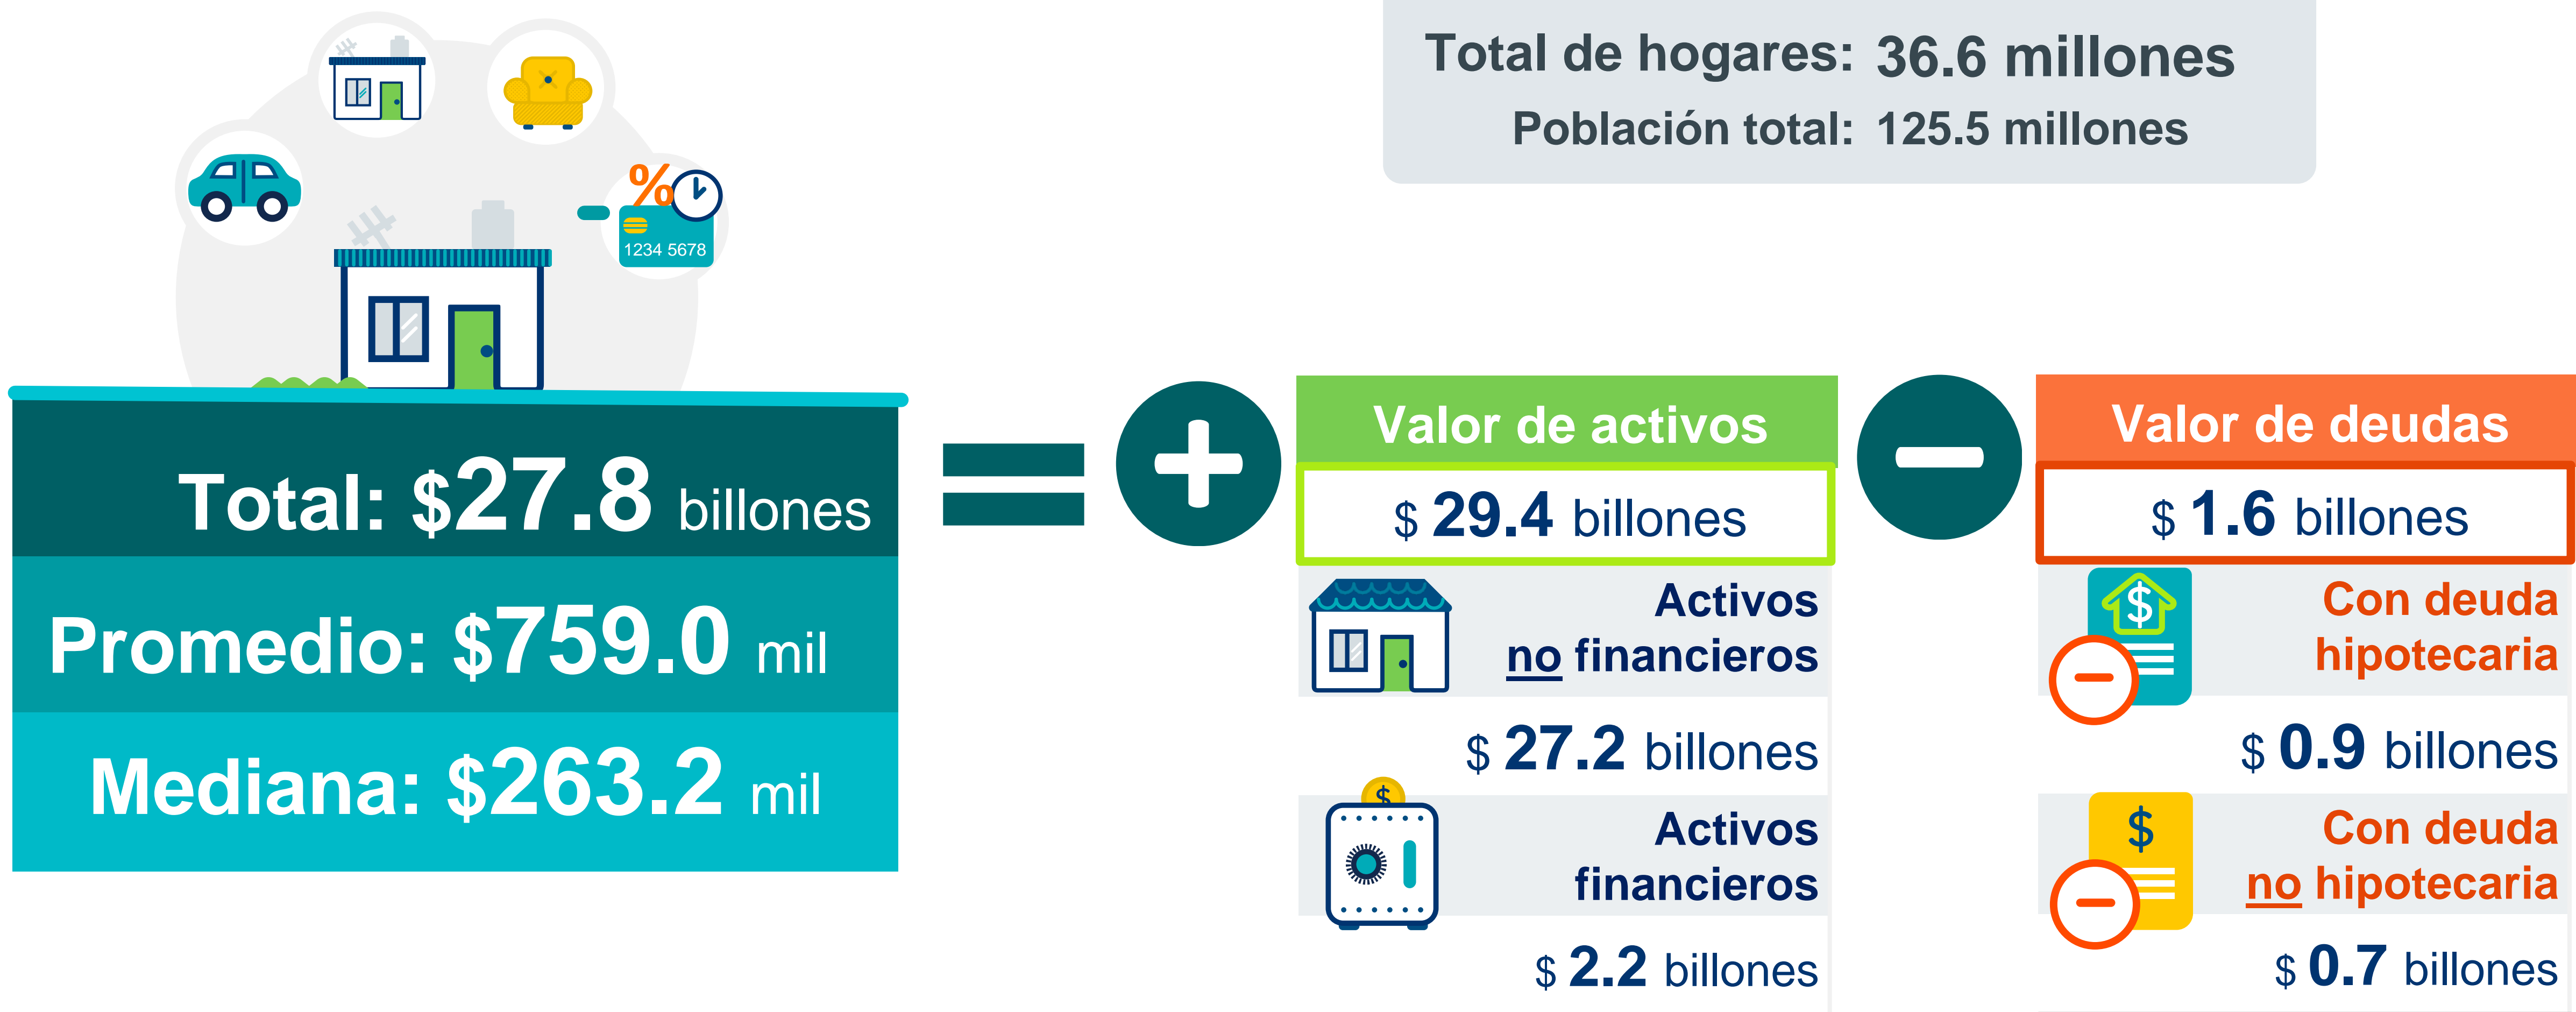 Total de hogares: 36.6 millones
Población total: 125.5 millones
%
1234 5678
Total: $27.8 billones
Promedio: $759.0 mil
Mediana: $263.2 mil
Valor de activos
$ 29.4 billones
Activos
no financieros
$ 27.2 billones
$
Activos
financieros
$ 2.2 billones
Valor de deudas
$ 1.6 billones
$
Con deuda
hipotecaria
$ 0.9 billones
$
Con deuda
no hipotecaria
$ 0.7 billones